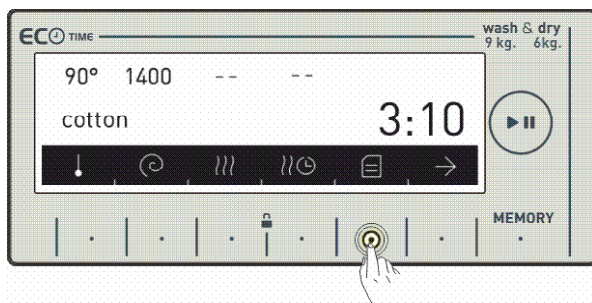 ECO TIME
wash & dry
9 kg. 6kg.
90° 1400 -- --
cotton
3:10
MEMORY